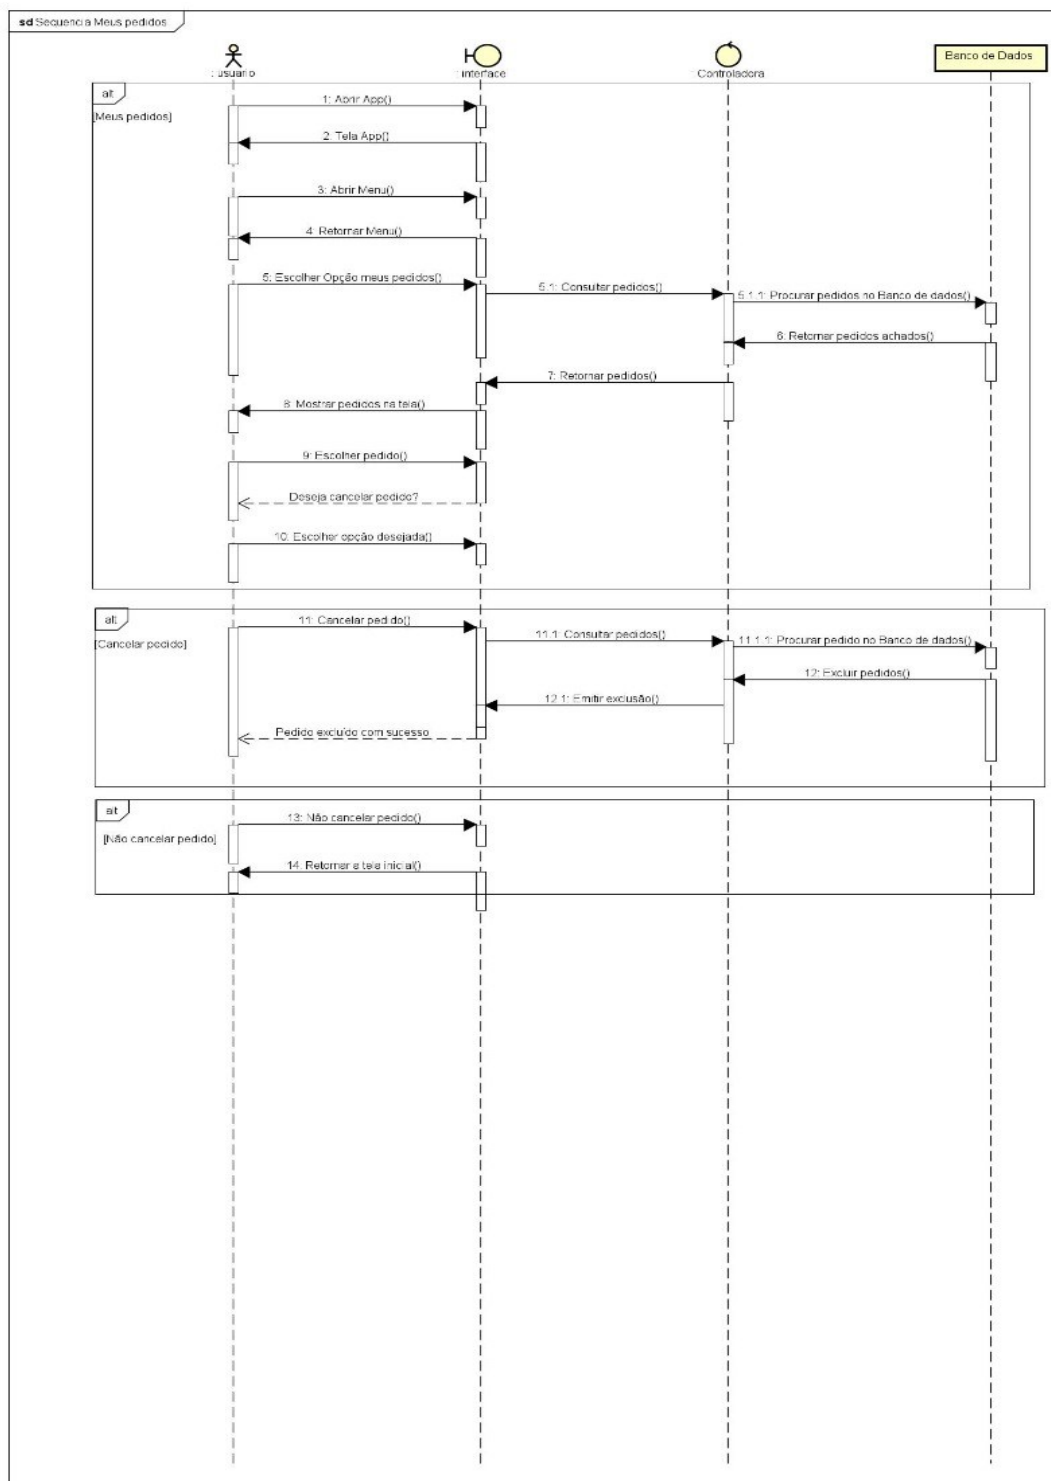 sd Sequencia Meus pedidos
: usuário
: interface
: Controladora
Banco de Dados
alt
[Meus pedidos]
1: Abrir App()
2: Tela App()
3: Abrir Menu()
4: Retornar Menu()
5: Escolher Opção meus pedidos()
5.1: Consultar pedidos()
5.1.1: Procurar pedidos no Banco de dados()
6: Retornar pedidos achados()
7: Retornar pedidos()
8: Mostrar pedidos na tela()
9: Escolher pedido()
Deseja cancelar pedido?
10: Escolher opção desejada()
alt
[Cancelar pedido]
11: Cancelar pedido()
11.1: Consultar pedidos()
11.1.1: Procurar pedido no Banco de dados()
12: Excluir pedidos()
12.1: Emitir exclusão()
Pedido excluído com sucesso
alt
[Não cancelar pedido]
13: Não cancelar pedido()
14: Retornar a tela inicial()